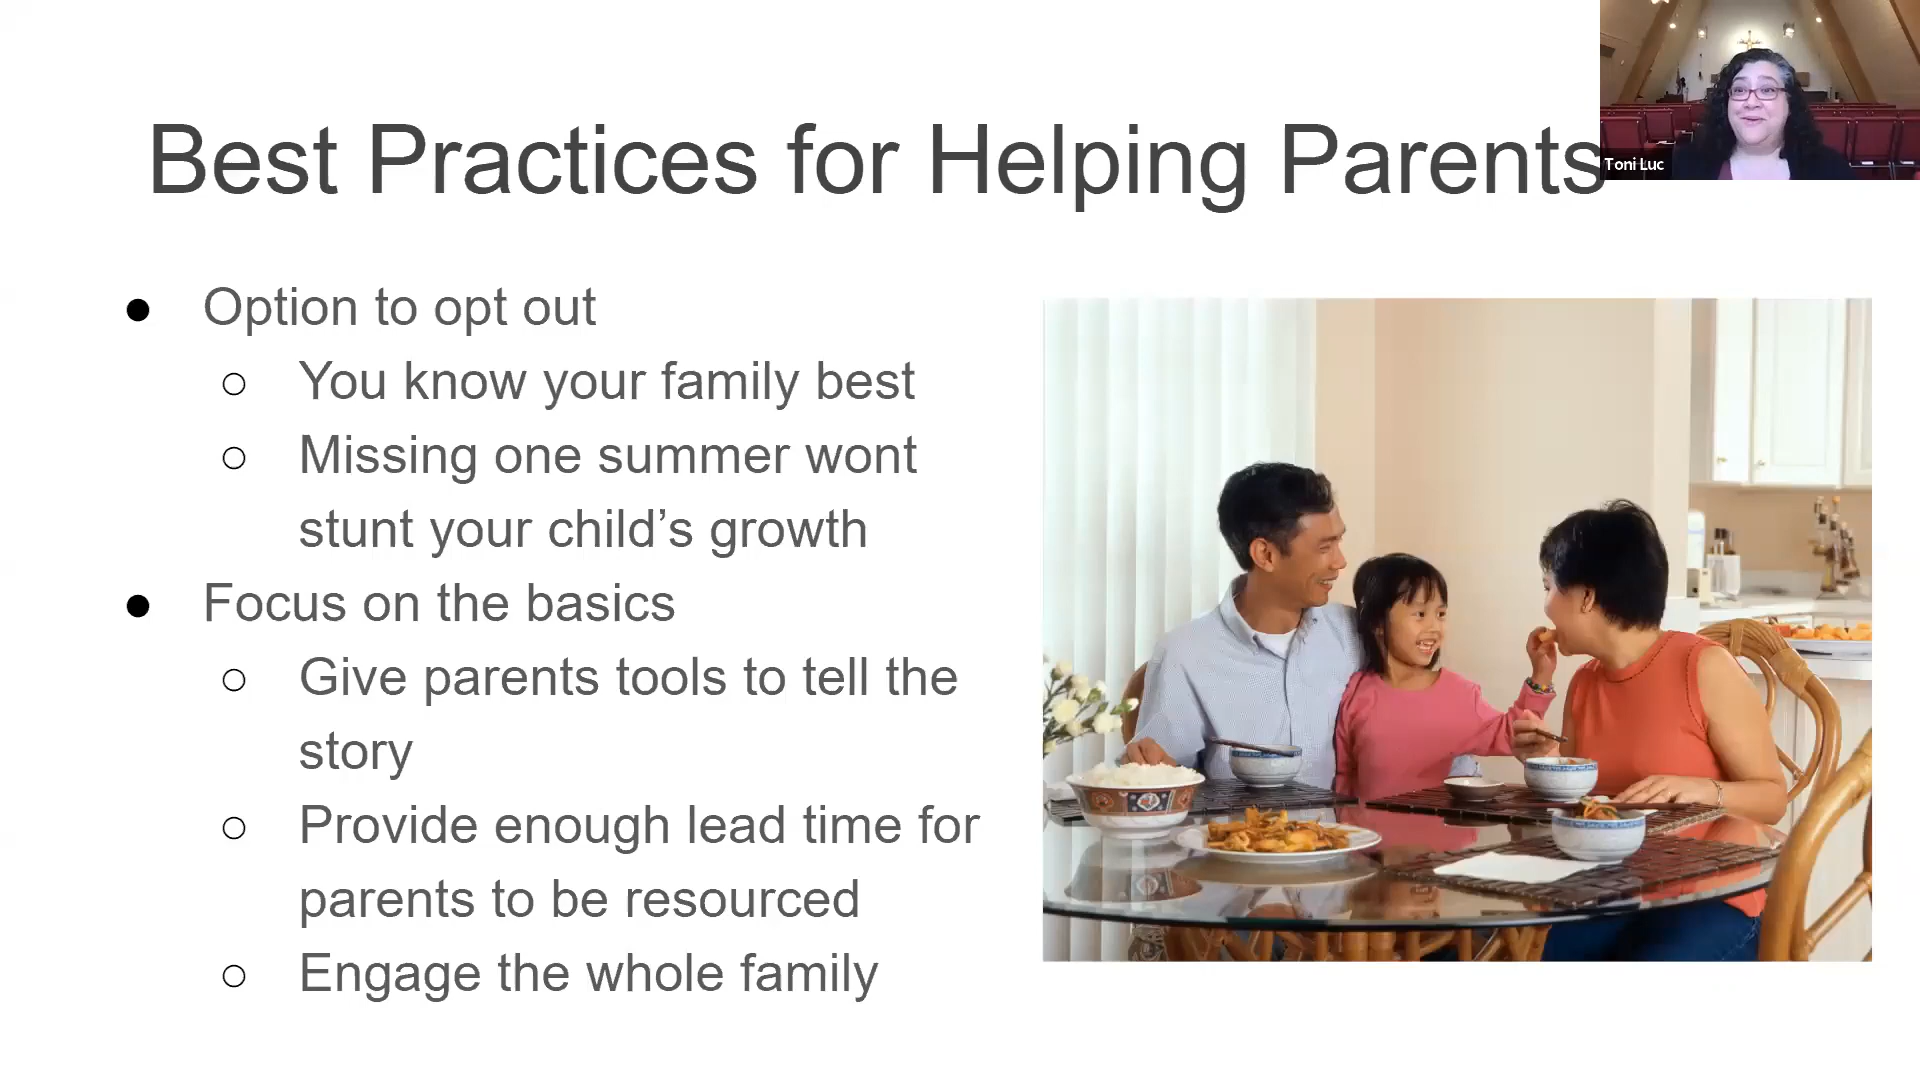 Best Practices for Helping Parents
Toni Luc
● Option to opt out
○ You know your family best
○ Missing one summer wont
stunt your child’s growth
● Focus on the basics
○ Give parents tools to tell the
story
○ Provide enough lead time for
parents to be resourced
○ Engage the whole family